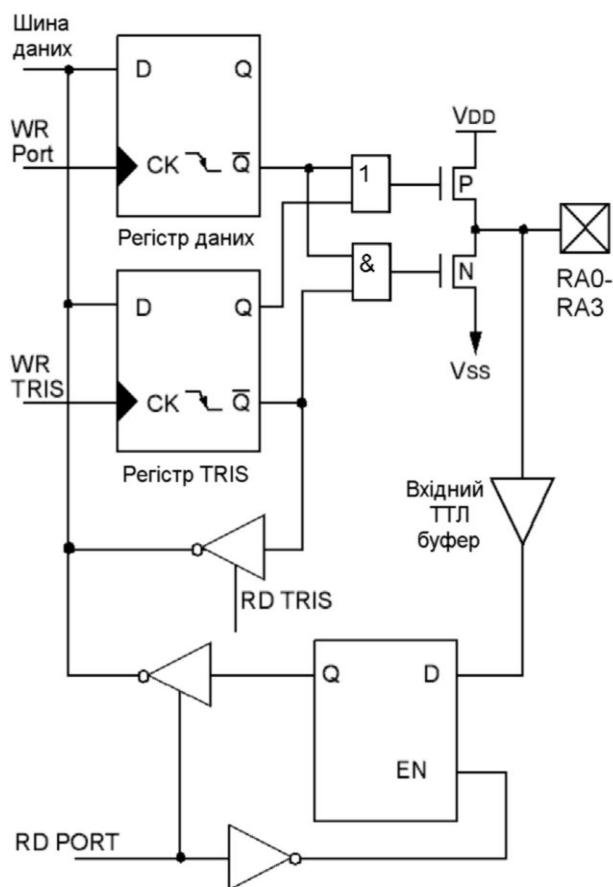 Шина
даних
D
Q
WR
Port
CK
Q
Регістр даних
1
&
VDD
P
N
VSS
RA0-
RA3
D
Q
WR
TRIS
CK
Q
Регістр TRIS
RD TRIS
Вхідний
ТТЛ
буфер
Q
D
EN
RD PORT